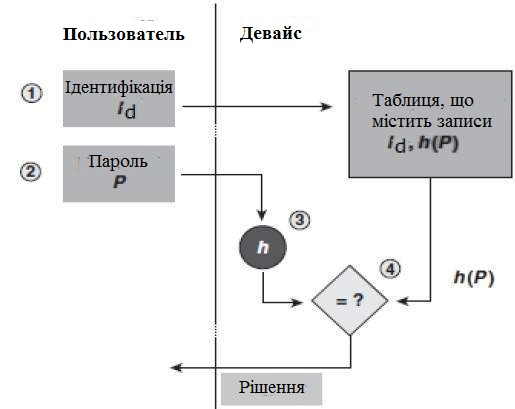 Пользователь Девайс
① Ідентифікація
id
Таблиця, що
містить записи
id, h(P)
② Пароль
P
③
h
④
= ?
h(P)
Рішення